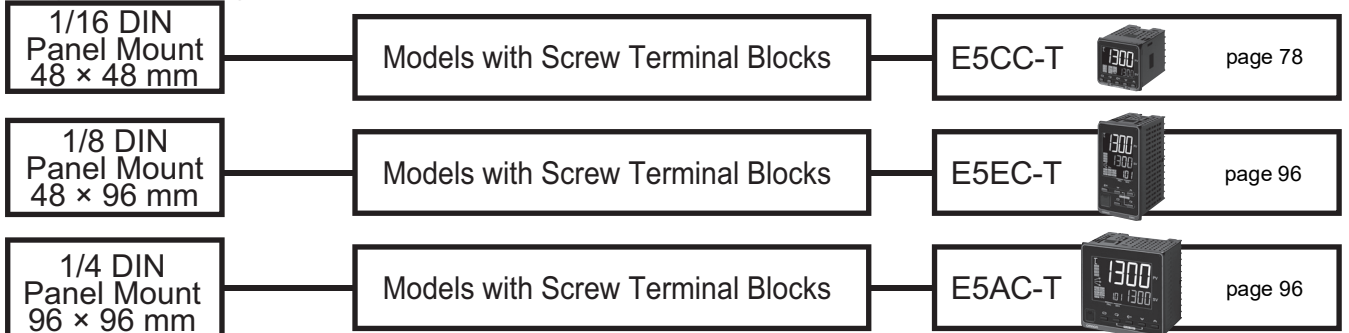 1/16 DIN
Panel Mount
48 × 48 mm
Models with Screw Terminal Blocks
E5CC-T
1300
page 78
1/8 DIN
Panel Mount
48 × 96 mm
Models with Screw Terminal Blocks
E5EC-T
1300
1300
101
page 96
1/4 DIN
Panel Mount
96 × 96 mm
Models with Screw Terminal Blocks
E5AC-T
1300
101 1300
page 96